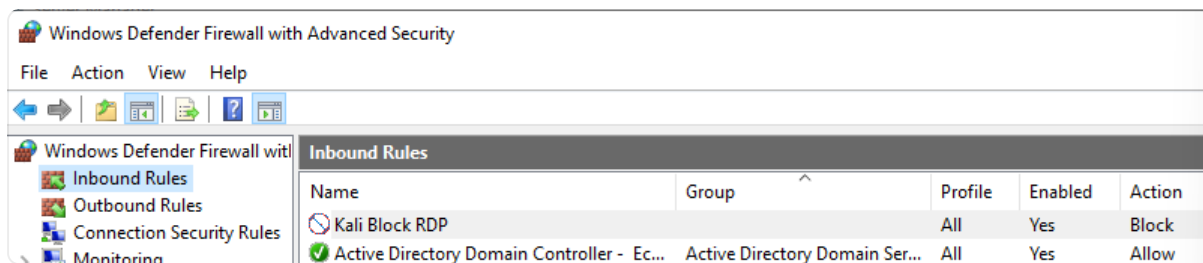 Windows Defender Firewall with Advanced Security
File Action View Help
Windows Defender Firewall with
Inbound Rules
Outbound Rules
Connection Security Rules
Monitoring
Inbound Rules
Name Group Profile Enabled Action
Kali Block RDP All Yes Block
Active Directory Domain Controller - Ec... Active Directory Domain Ser... All Yes Allow